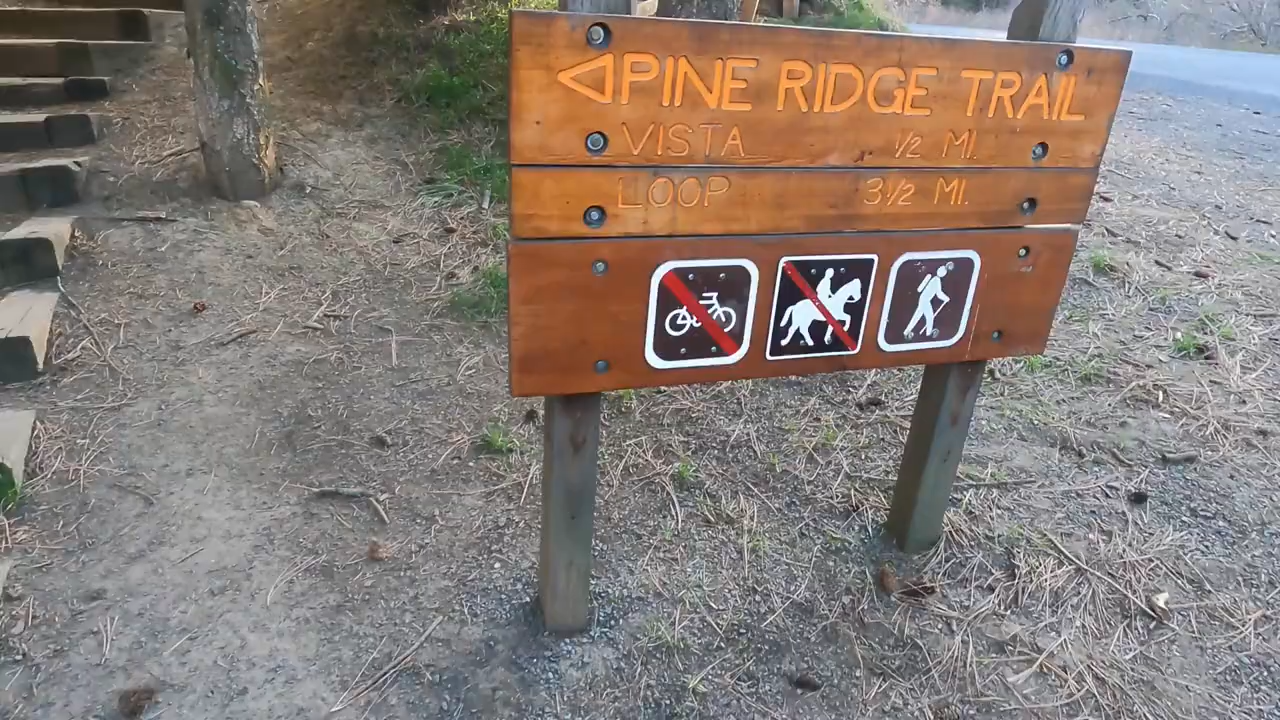 PINE RIDGE TRAIL
VISTA 1/2 MI.
LOOP 3 1/2 MI.